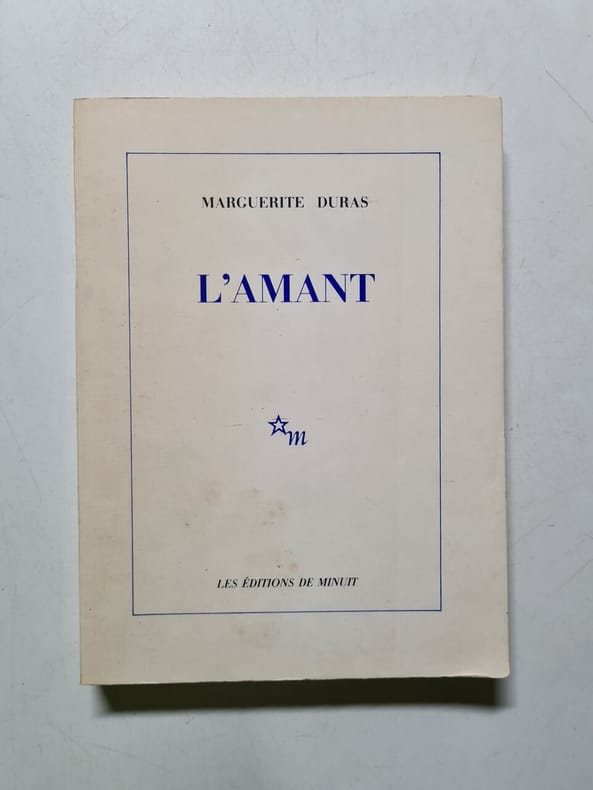 MARGUERITE DURAS
L’AMANT
m
LES ÉDITIONS DE MINUIT